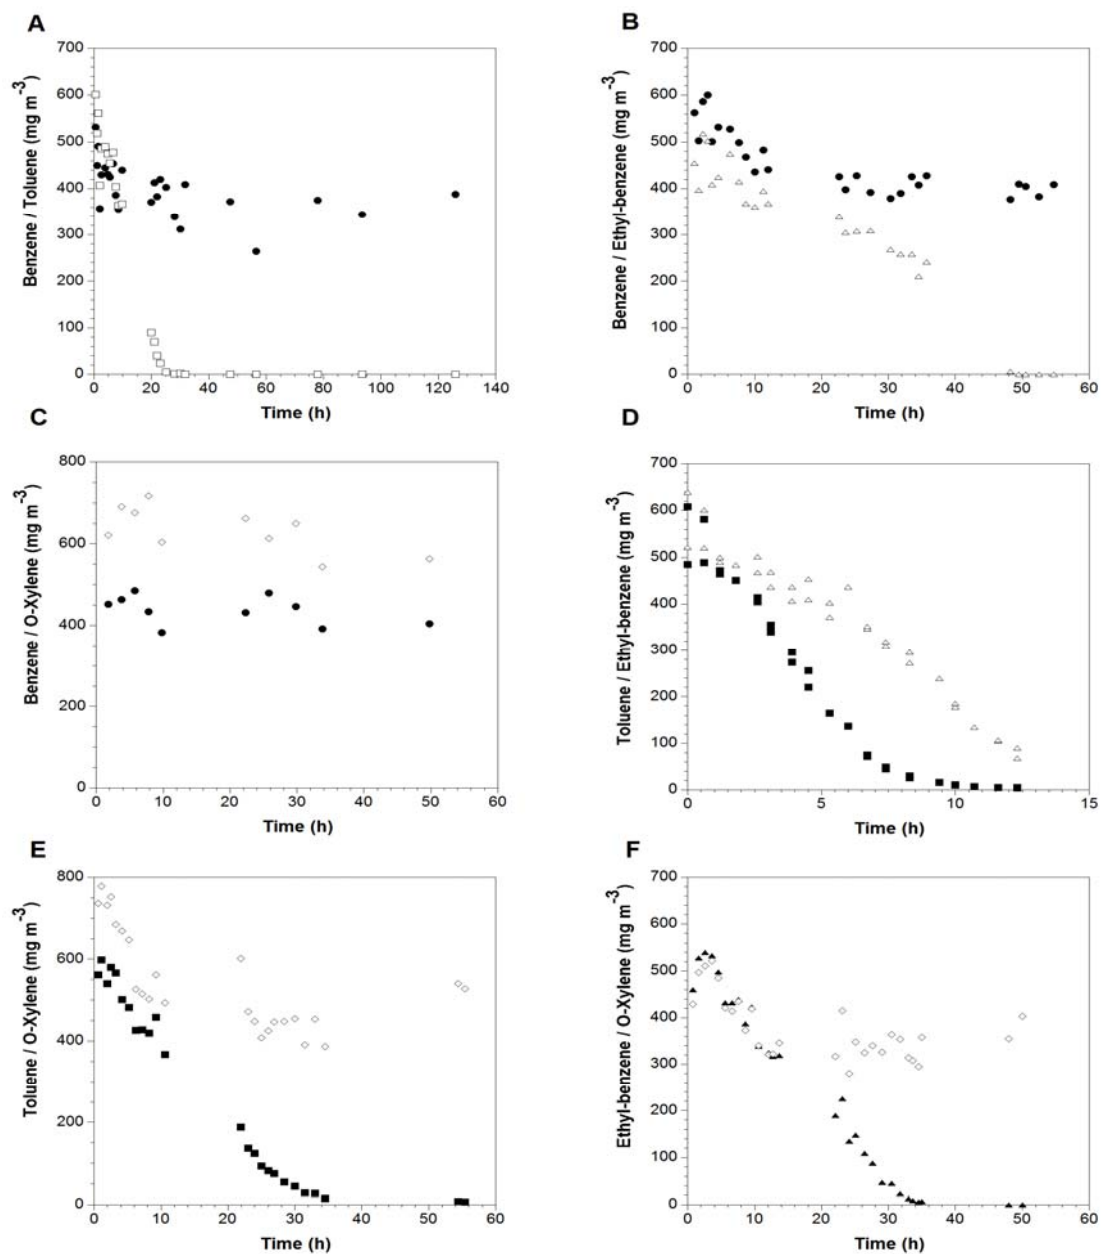 A
Benzene / Toluene (mg m-3)
700
600
500
400
300
200
100
0
0 20 40 60 80 100 120 140
Time (h)
B
Benzene / Ethyl-benzene (mg m-3)
700
600
500
400
300
200
100
0
0 10 20 30 40 50 60
Time (h)
C
Benzene / O-Xylene (mg m-3)
800
600
400
200
0
0 10 20 30 40 50 60
Time (h)
D
Toluene / Ethyl-benzene (mg m-3)
700
600
500
400
300
200
100
0
0 5 10 15
Time (h)
E
Toluene / O-Xylene (mg m-3)
800
600
400
200
0
0 10 20 30 40 50 60
Time (h)
F
Ethyl-benzene / O-Xylene (mg m-3)
700
600
500
400
300
200
100
0
0 10 20 30 40 50 60
Time (h)